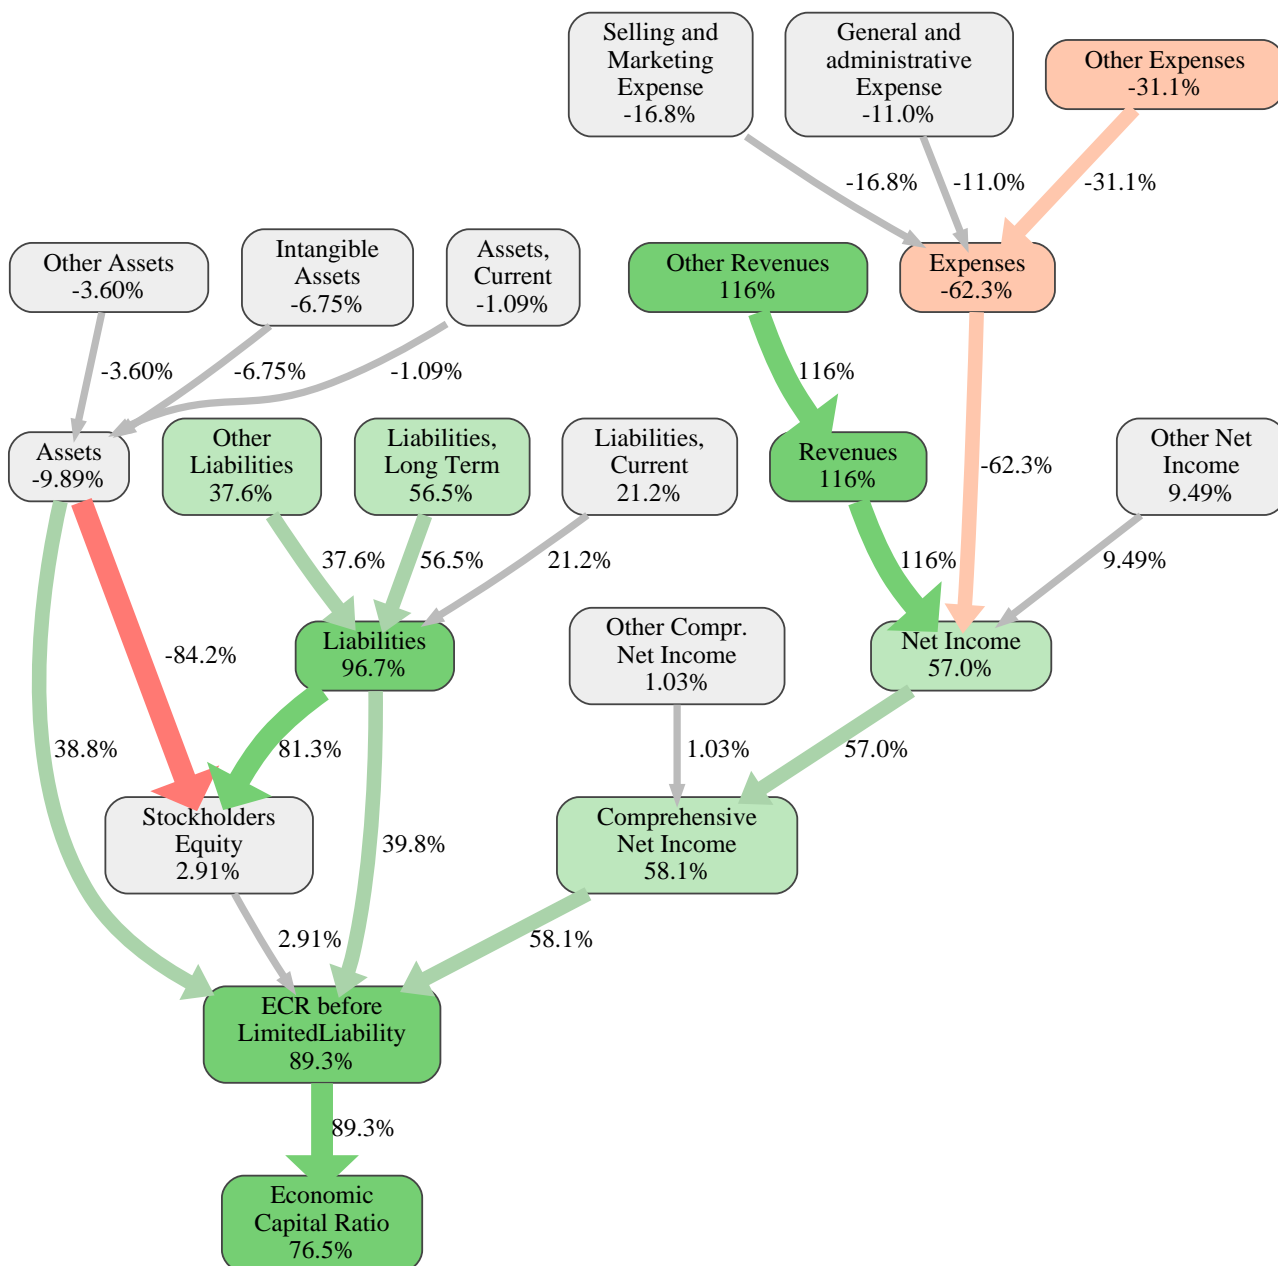 Selling and
Marketing
Expense
-16.8%
General and
administrative
Expense
-11.0%
Other Expenses
-31.1%
-16.8%
-11.0%
-31.1%
Other Assets
-3.60%
Intangible
Assets
-6.75%
Assets,
Current
-1.09%
Other Revenues
116%
Expenses
-62.3%
-3.60%
-6.75%
-1.09%
116%
Assets
-9.89%
Other
Liabilities
37.6%
Liabilities,
Long Term
56.5%
Liabilities,
Current
21.2%
Revenues
116%
-62.3%
Other Net
Income
9.49%
37.6%
56.5%
21.2%
116%
9.49%
Liabilities
96.7%
Other Compr.
Net Income
1.03%
Net Income
57.0%
-84.2%
38.8%
81.3%
1.03%
57.0%
Stockholders
Equity
2.91%
39.8%
Comprehensive
Net Income
58.1%
2.91%
58.1%
ECR before
LimitedLiability
89.3%
89.3%
Economic
Capital Ratio
76.5%